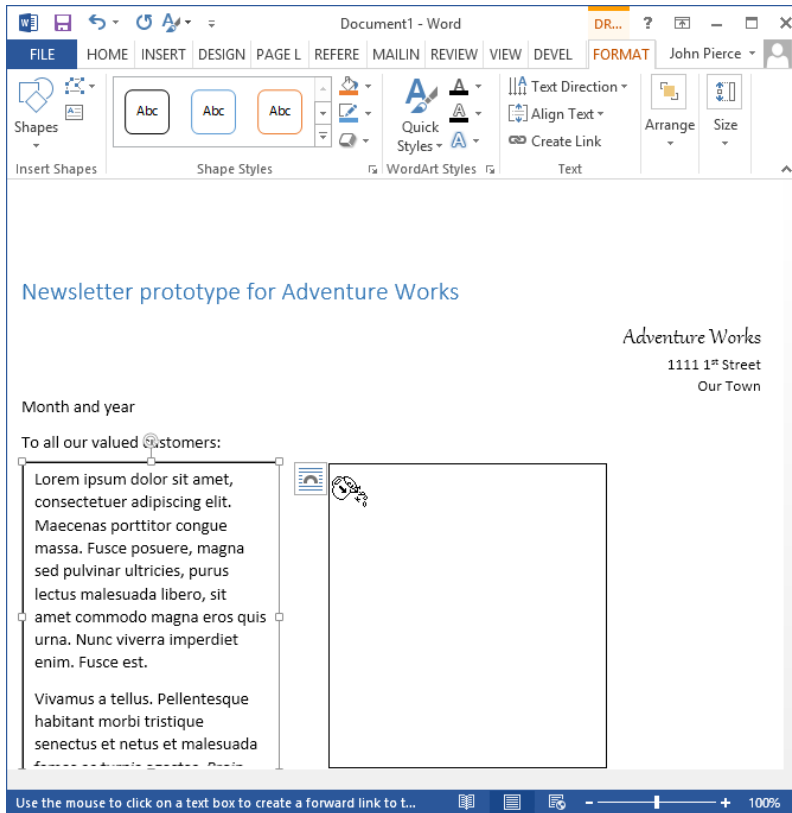 Document1 - Word
DR...
?
FILE HOME INSERT DESIGN PAGE L REFERE MAILIN REVIEW VIEW DEVEL FORMAT John Pierce
Shapes
Abc Abc Abc
Quick
Styles
Text Direction
Align Text
Create Link
Arrange
Size
Insert Shapes Shape Styles WordArt Styles Text
Newsletter prototype for Adventure Works
Adventure Works
1111 1st Street
Our Town
Month and year
To all our valued customers:
Lorem ipsum dolor sit amet,
consectetuer adipiscing elit.
Maecenas porttitor congue
massa. Fusce posuere, magna
sed pulvinar ultricies, purus
lectus malesuada libero, sit
amet commodo magna eros quis
urna. Nunc viverra imperdiet
enim. Fusce est.
Vivamus a tellus. Pellentesque
habitant morbi tristique
senectus et netus et malesuada
Use the mouse to click on a text box to create a forward link to t...
100%